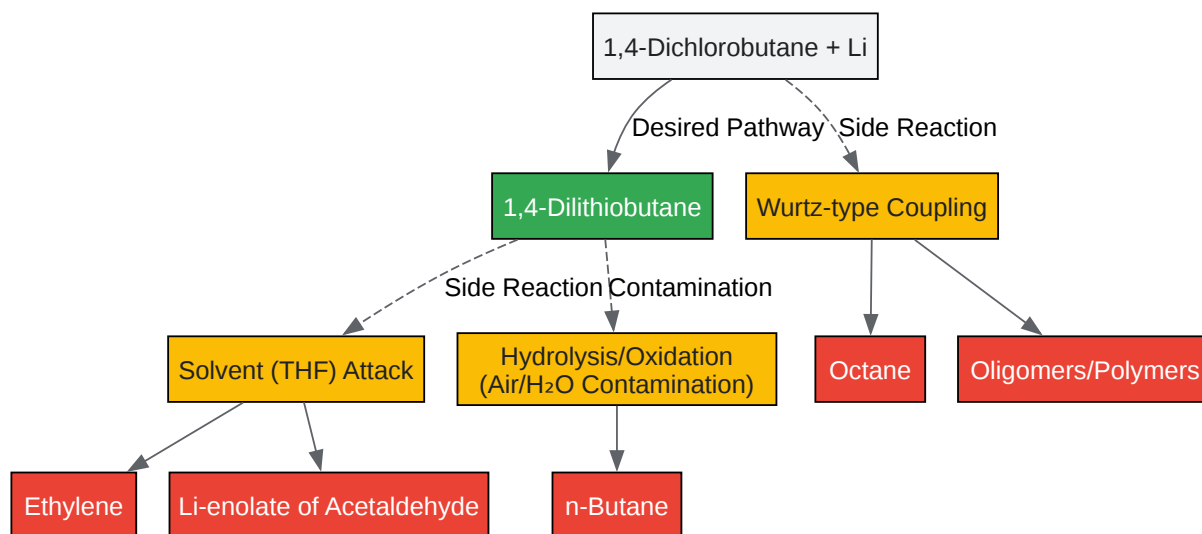 1,4-Dichlorobutane + Li
Desired Pathway
Side Reaction
1,4-Dilithiobutane
Wurtz-type Coupling
Side Reaction
Contamination
Solvent (THF) Attack
Hydrolysis/Oxidation
(Air/H₂O Contamination)
Octane
Oligomers/Polymers
Ethylene
Li-enolate of Acetaldehyde
n-Butane